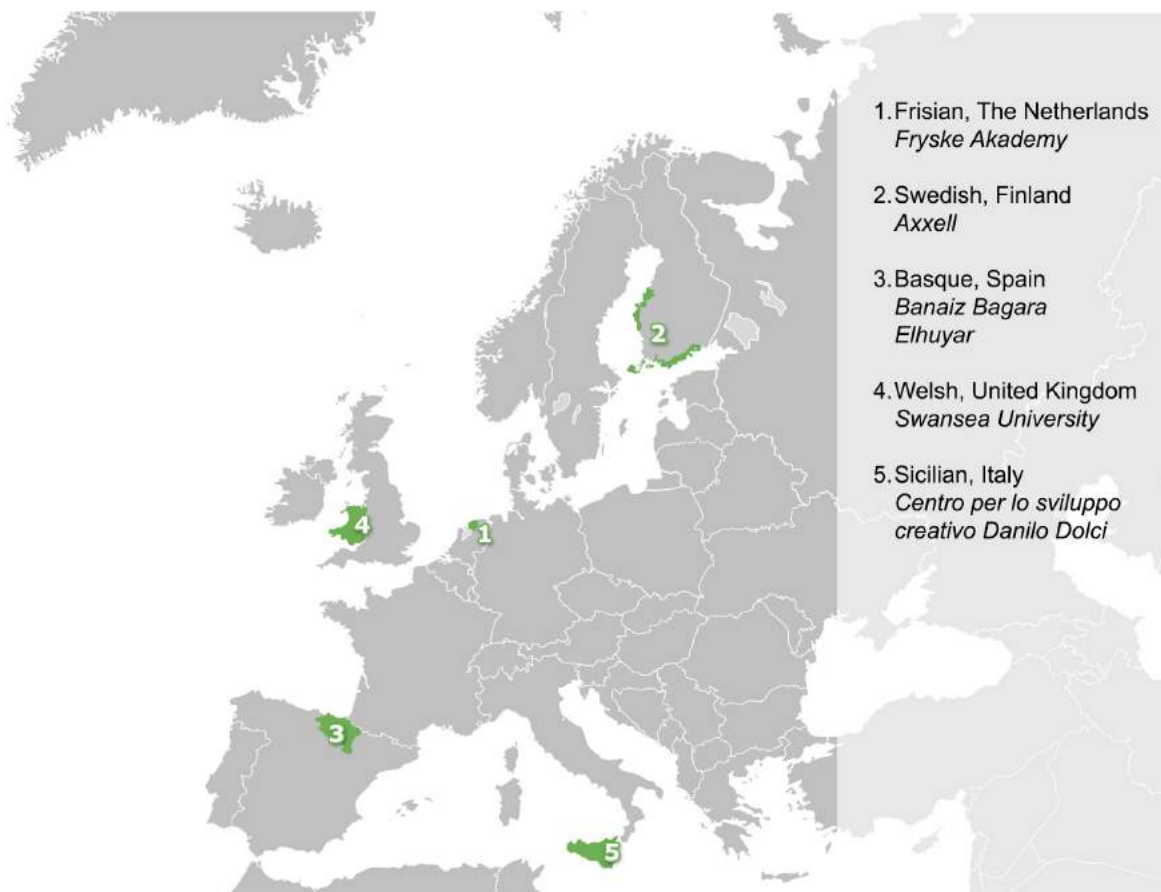 1. Frisian, The Netherlands
Fryske Akademy
2. Swedish, Finland
Axxell
3. Basque, Spain
Banaiz Bagara
Elhuyar
4. Welsh, United Kingdom
Swansea University
5. Sicilian, Italy
Centro per lo sviluppo
creativo Danilo Dolci
2
4
1
3
5